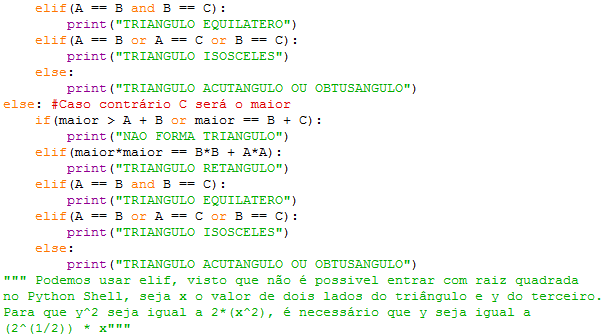 elif(A == B and B == C):
        print("TRIANGULO EQUILATERO")
    elif(A == B or A == C or B == C):
        print("TRIANGULO ISOSCELES")
    else:
        print("TRIANGULO ACUTANGULO OU OBTUSANGULO")
else: #Caso contrário C será o maior
    if(maior > A + B or maior == B + C):
        print("NAO FORMA TRIANGULO")
    elif(maior*maior == B*B + A*A):
        print("TRIANGULO RETANGULO")
    elif(A == B and B == C):
        print("TRIANGULO EQUILATERO")
    elif(A == B or A == C or B == C):
        print("TRIANGULO ISOSCELES")
    else:
        print("TRIANGULO ACUTANGULO OU OBTUSANGULO")
""" Podemos usar elif, visto que não é possivel entrar com raiz quadrada
no Python Shell, seja x o valor de dois lados do triângulo e y do terceiro.
Para que y^2 seja igual a 2*(x^2), é necessário que y seja igual a
(2^(1/2)) * x"""